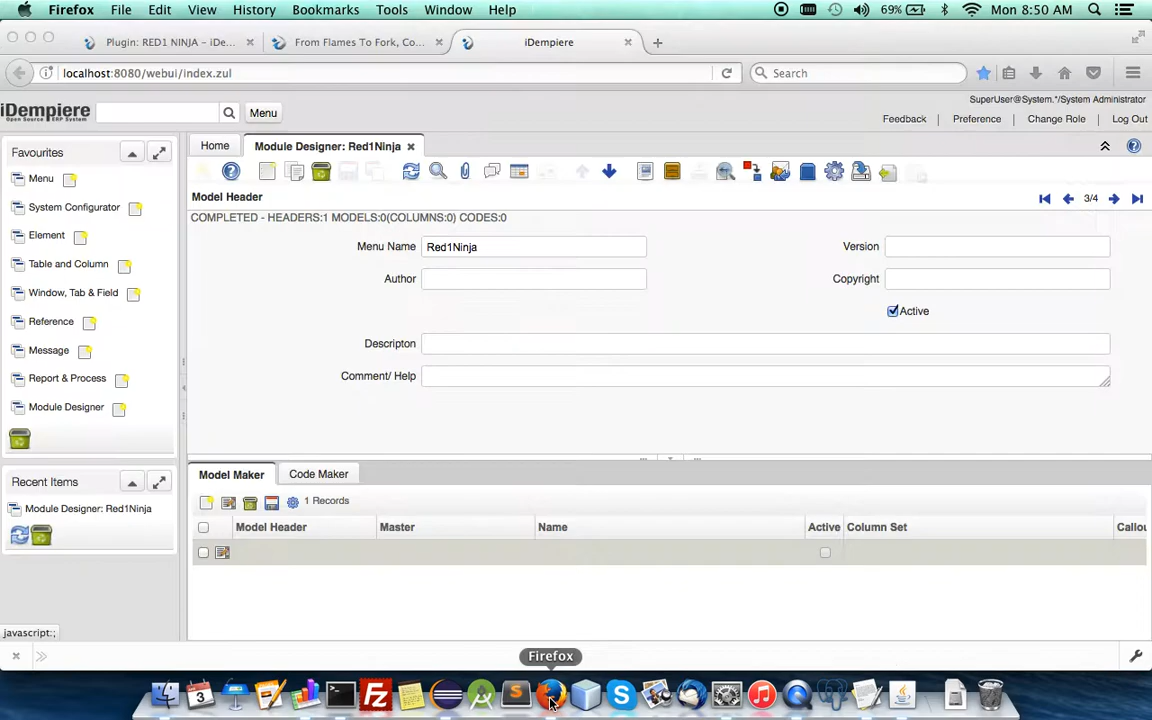 Firefox File Edit View History Bookmarks Tools Window Help 69% Mon 8:50 AM
Plugin: RED1 NINJA – iDe... × From Flames To Fork, Co... × iDempiere ×
localhost:8080/webui/index.zul Search
iDempiere Menu SuperUser@System.*/System Administrator
Open Source ERP System Feedback Preference Change Role Log Out
Favourites Home Module Designer: Red1Ninja
Menu
Model Header 3/4
System Configurator COMPLETED - HEADERS:1 MODELS:0(COLUMNS:0) CODES:0
Element Menu Name Red1Ninja Version
Table and Column Author Copyright
Window, Tab & Field
Reference Active
Message Descripton
Report & Process Comment/ Help
Module Designer
Recent Items Model Maker Code Maker
Module Designer: Red1Ninja 1 Records
Model Header Master Name Active Column Set Callou
javascript:;
Firefox